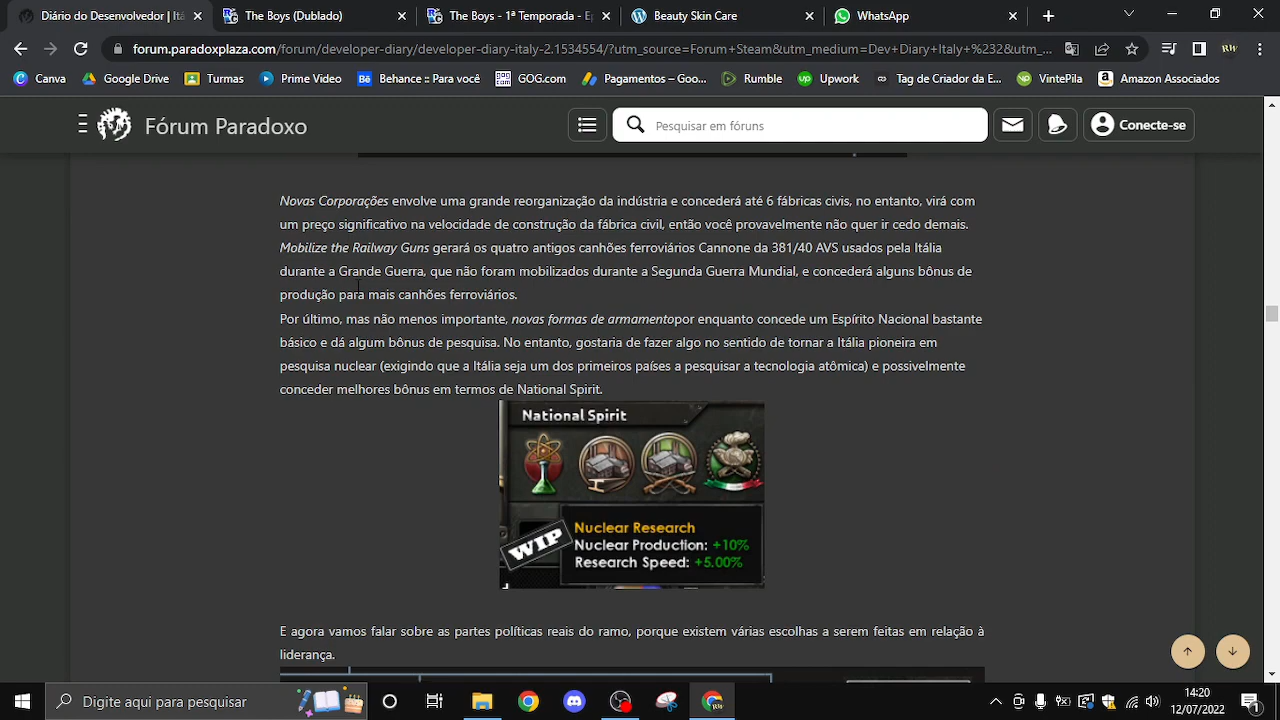 Diário do Desenvolvedor | Itá
The Boy (Dublado)
The Boys - 1ª Temporada - Ep
Beauty Skin Care
WhatsApp
forum.paradoxplaza.com/forum/developer-diary/developer-diary-italy-2.1534554/?utm_source=Forum+Steam&utm_medium=Dev+Diary+Italy+%232&utm_...
Canva
Google Drive
Turmas
Prime Vídeo
Behance :: Para você
GOG.com
Pagamentos – Goo...
Rumble
Upwork
Tag de Criador da E...
VintePila
Amazon Associados
Fórum Paradoxo
Pesquisar em fóruns
Conecte-se
Novas Corporações envolve uma grande reorganização da indústria e concederá até 6 fábricas civis, no entanto, virá com
um preço significativo na velocidade de construção da fábrica civil, então você provavelmente não quer ir cedo demais.
Mobilize the Railway Guns gerará os quatro antigos canhões ferroviários Cannone da 381/40 AVS usados pela Itália
durante a Grande Guerra, que não foram mobilizados durante a Segunda Guerra Mundial, e concederá alguns bônus de
produção para mais canhões ferroviários.
Por último, mas não menos importante, novas formas de armamentopor enquanto concede um Espírito Nacional bastante
básico e dá algum bônus de pesquisa. No entanto, gostaria de fazer algo no sentido de tornar a Itália pioneira em
pesquisa nuclear (exigindo que a Itália seja um dos primeiros países a pesquisar a tecnologia atômica) e possivelmente
conceder melhores bônus em termos de National Spirit.
National Spirit
WIP
Nuclear Research
Nuclear Production: +10%
Research Speed: +5.00%
E agora vamos falar sobre as partes políticas reais do ramo, porque existem várias escolhas a serem feitas em relação à
liderança.
Digite aqui para pesquisar
14:20
12/07/2022
1